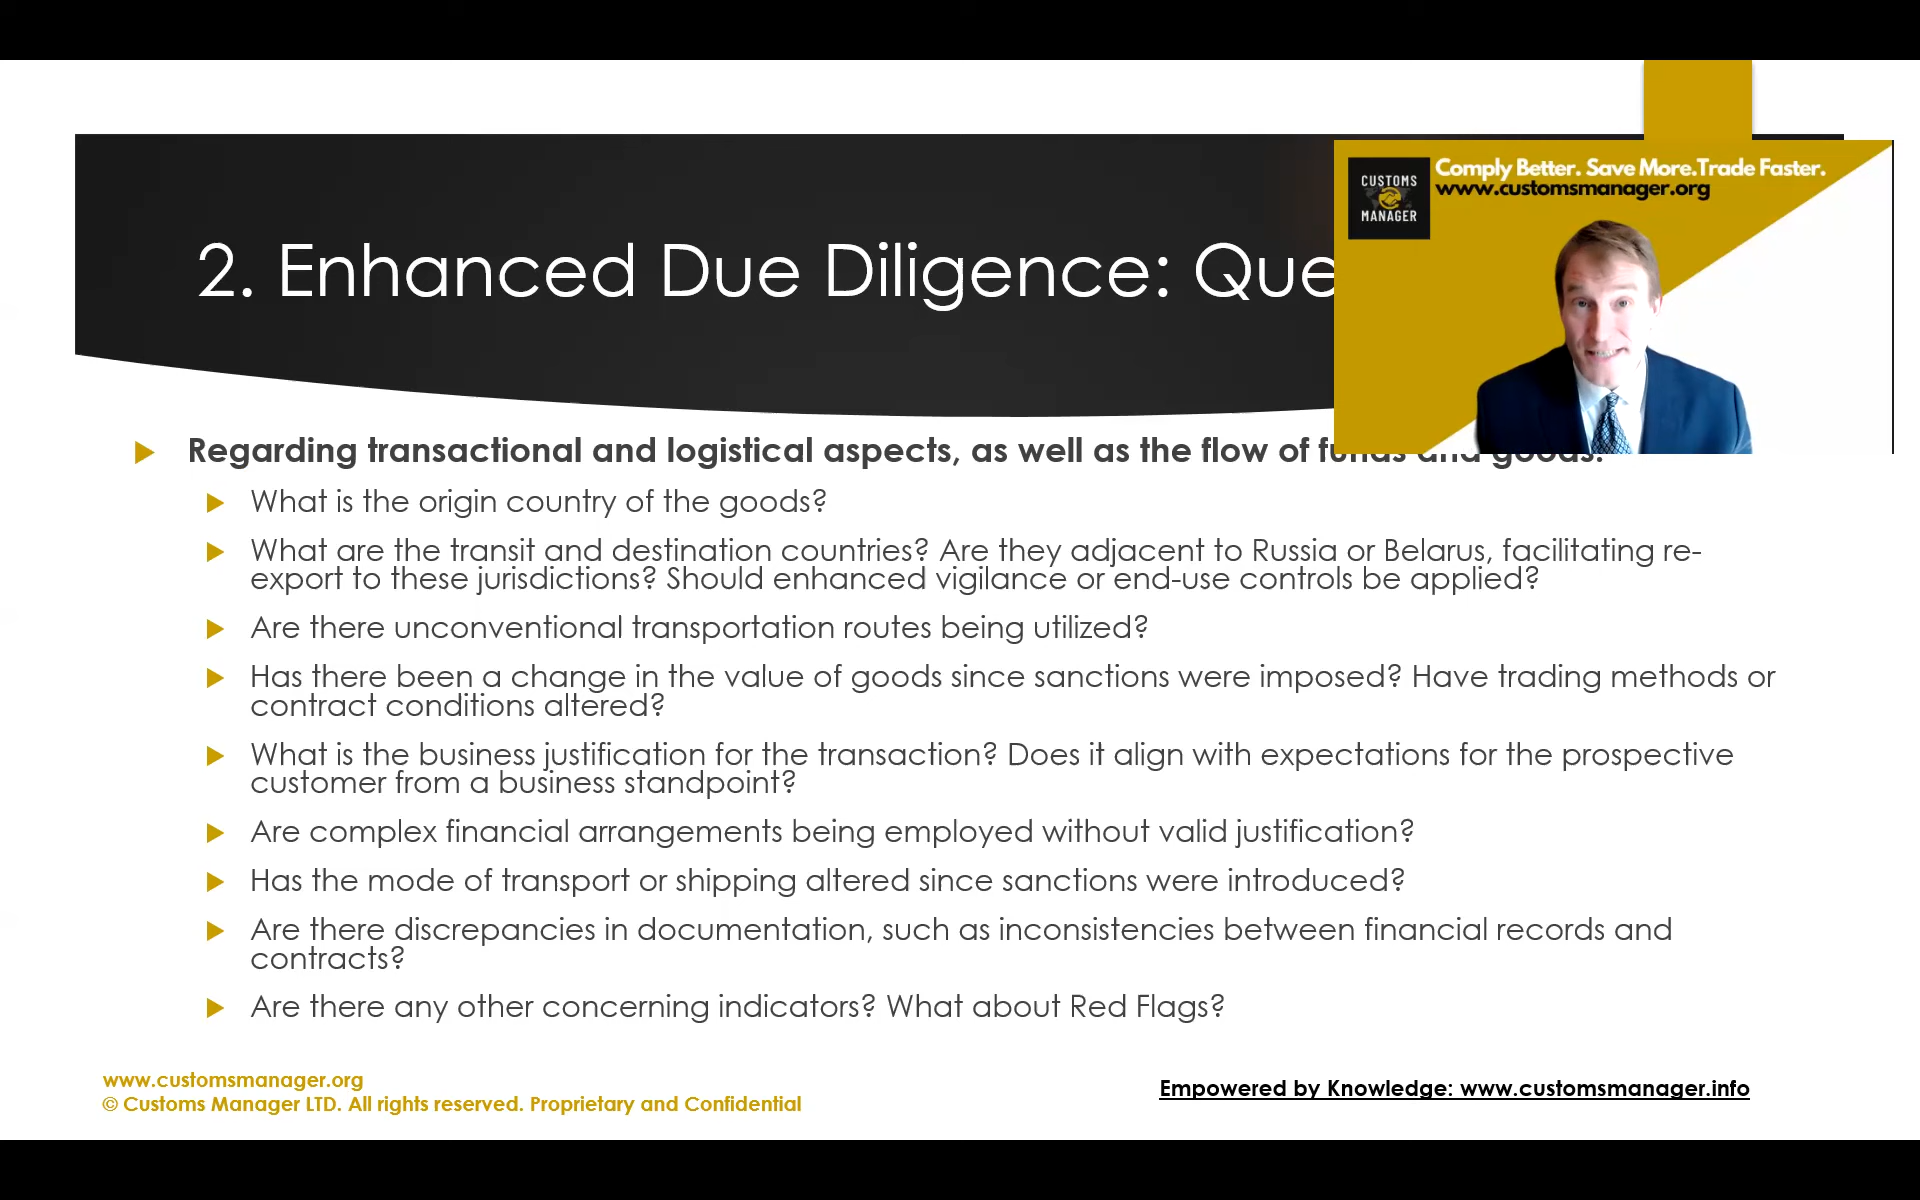 Comply Better. Save More.Trade Faster.
www.customsmanager.org
CUSTOMS
MANAGER
2. Enhanced Due Diligence: Que
Regarding transactional and logistical aspects, as well as the flow of funds and goods:
What is the origin country of the goods?
What are the transit and destination countries? Are they adjacent to Russia or Belarus, facilitating re-
export to these jurisdictions? Should enhanced vigilance or end-use controls be applied?
Are there unconventional transportation routes being utilized?
Has there been a change in the value of goods since sanctions were imposed? Have trading methods or
contract conditions altered?
What is the business justification for the transaction? Does it align with expectations for the prospective
customer from a business standpoint?
Are complex financial arrangements being employed without valid justification?
Has the mode of transport or shipping altered since sanctions were introduced?
Are there discrepancies in documentation, such as inconsistencies between financial records and
contracts?
Are there any other concerning indicators? What about Red Flags?
www.customsmanager.org
© Customs Manager LTD. All rights reserved. Proprietary and Confidential
Empowered by Knowledge: www.customsmanager.info